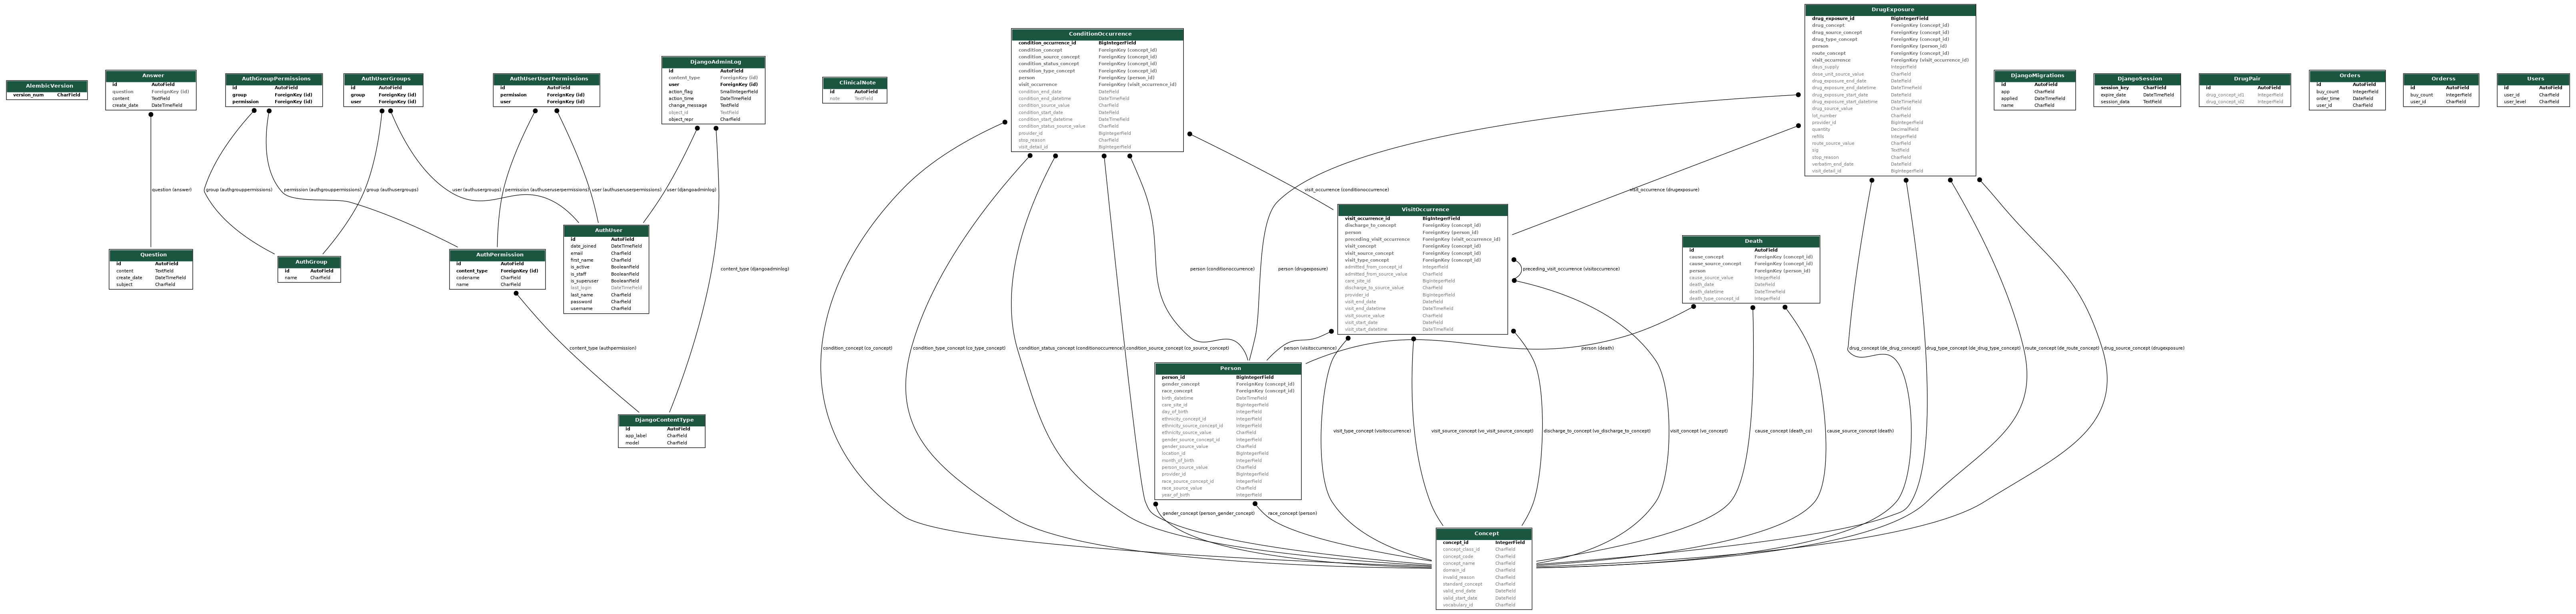 AlembicVersion
version_num CharField
Answer
id AutoField
question ForeignKey (id)
content TextField
create_date DateTimeField
AuthGroupPermissions
id AutoField
group ForeignKey (id)
permission ForeignKey (id)
AuthUserGroups
id AutoField
group ForeignKey (id)
user ForeignKey (id)
AuthUserUserPermissions
id AutoField
permission ForeignKey (id)
user ForeignKey (id)
DjangoAdminLog
id AutoField
content_type ForeignKey (id)
user ForeignKey (id)
action_flag SmallIntegerField
action_time DateTimeField
change_message TextField
object_id TextField
object_repr CharField
ClinicalNote
id AutoField
note TextField
ConditionOccurrence
condition_occurrence_id BigIntegerField
condition_concept ForeignKey (concept_id)
condition_source_concept ForeignKey (concept_id)
condition_status_concept ForeignKey (concept_id)
condition_type_concept ForeignKey (concept_id)
person ForeignKey (person_id)
visit_occurrence ForeignKey (visit_occurrence_id)
condition_end_date DateField
condition_end_datetime DateTimeField
condition_source_value CharField
condition_start_date DateField
condition_start_datetime DateTimeField
condition_status_source_value CharField
provider_id BigIntegerField
stop_reason CharField
visit_detail_id BigIntegerField
DrugExposure
drug_exposure_id BigIntegerField
drug_concept ForeignKey (concept_id)
drug_source_concept ForeignKey (concept_id)
drug_type_concept ForeignKey (concept_id)
person ForeignKey (person_id)
route_concept ForeignKey (concept_id)
visit_occurrence ForeignKey (visit_occurrence_id)
days_supply IntegerField
dose_unit_source_value CharField
drug_exposure_end_date DateField
drug_exposure_end_datetime DateTimeField
drug_exposure_start_date DateField
drug_exposure_start_datetime DateTimeField
drug_source_value CharField
lot_number CharField
provider_id BigIntegerField
quantity DecimalField
refills IntegerField
route_source_value CharField
sig TextField
stop_reason CharField
verbatim_end_date DateField
visit_detail_id BigIntegerField
DjangoMigrations
id AutoField
app CharField
applied DateTimeField
name CharField
DjangoSession
session_key CharField
expire_date DateTimeField
session_data TextField
DrugPair
id AutoField
drug_concept_id1 IntegerField
drug_concept_id2 IntegerField
Orders
id AutoField
buy_count IntegerField
order_time DateField
user_id CharField
Orderss
id AutoField
buy_count IntegerField
user_id CharField
Users
id AutoField
user_id CharField
user_level CharField
question (answer)
group (authgrouppermissions)
permission (authgrouppermissions)
group (authusergroups)
user (authusergroups)
permission (authuseruserpermissions)
user (authuseruserpermissions)
user (djangoadminlog)
visit_occurrence (conditionoccurrence)
visit_occurrence (drugexposure)
Question
id AutoField
content TextField
create_date DateTimeField
subject CharField
AuthGroup
id AutoField
name CharField
AuthPermission
id AutoField
content_type ForeignKey (id)
codename CharField
name CharField
AuthUser
id AutoField
date_joined DateTimeField
email CharField
first_name CharField
is_active BooleanField
is_staff BooleanField
is_superuser BooleanField
last_login DateTimeField
last_name CharField
password CharField
username CharField
content_type (djangoadminlog)
person (conditionoccurrence)
person (drugexposure)
VisitOccurrence
visit_occurrence_id BigIntegerField
discharge_to_concept ForeignKey (concept_id)
person ForeignKey (person_id)
preceding_visit_occurrence ForeignKey (visit_occurrence_id)
visit_concept ForeignKey (concept_id)
visit_source_concept ForeignKey (concept_id)
visit_type_concept ForeignKey (concept_id)
admitted_from_concept_id IntegerField
admitted_from_source_value CharField
care_site_id BigIntegerField
discharge_to_source_value CharField
provider_id BigIntegerField
visit_end_date DateField
visit_end_datetime DateTimeField
visit_source_value CharField
visit_start_date DateField
visit_start_datetime DateTimeField
preceding_visit_occurrence (visitoccurrence)
Death
id AutoField
cause_concept ForeignKey (concept_id)
cause_source_concept ForeignKey (concept_id)
person ForeignKey (person_id)
cause_source_value IntegerField
death_date DateField
death_datetime DateTimeField
death_type_concept_id IntegerField
content_type (authpermission)
condition_concept (co_concept)
condition_type_concept (co_type_concept)
condition_status_concept (conditionoccurrence)
condition_source_concept (co_source_concept)
person (visitoccurrence)
person (death)
drug_concept (de_drug_concept)
drug_type_concept (de_drug_type_concept)
route_concept (de_route_concept)
drug_source_concept (drugexposure)
DjangoContentType
id AutoField
app_label CharField
model CharField
Person
person_id BigIntegerField
gender_concept ForeignKey (concept_id)
race_concept ForeignKey (concept_id)
birth_datetime DateTimeField
care_site_id BigIntegerField
day_of_birth IntegerField
ethnicity_concept_id IntegerField
ethnicity_source_concept_id IntegerField
ethnicity_source_value CharField
gender_source_concept_id IntegerField
gender_source_value CharField
location_id BigIntegerField
month_of_birth IntegerField
person_source_value CharField
provider_id BigIntegerField
race_source_concept_id IntegerField
race_source_value CharField
year_of_birth IntegerField
visit_type_concept (visitoccurrence)
visit_source_concept (vo_visit_source_concept)
discharge_to_concept (vo_discharge_to_concept)
visit_concept (vo_concept)
cause_concept (death_co)
cause_source_concept (death)
gender_concept (person_gender_concept)
race_concept (person)
Concept
concept_id IntegerField
concept_class_id CharField
concept_code CharField
concept_name CharField
domain_id CharField
invalid_reason CharField
standard_concept CharField
valid_end_date DateField
valid_start_date DateField
vocabulary_id CharField